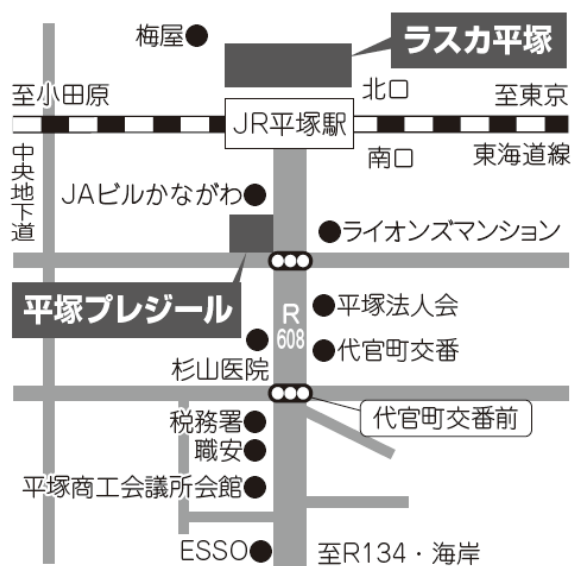 梅屋
ラスカ平塚
至小田原
北口
至東京
JR平塚駅
中央地下道
南口
東海道線
JAビルかながわ
ライオンズマンション
平塚プレジール
R
608
平塚法人会
代官町交番
杉山医院
代官町交番前
税務署
職安
平塚商工会議所会館
ESSO
至R134・海岸